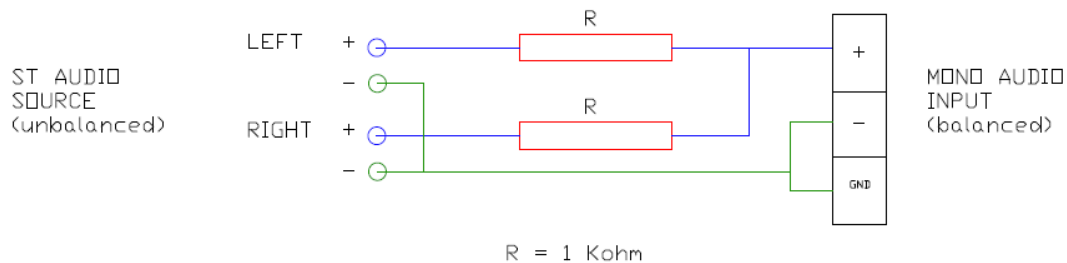 R
LEFT + +
ST AUDIO - MONO AUDIO
SOURCE INPUT
(unbalanced) R (balanced)
RIGHT + -
- GND
R = 1 Kohm